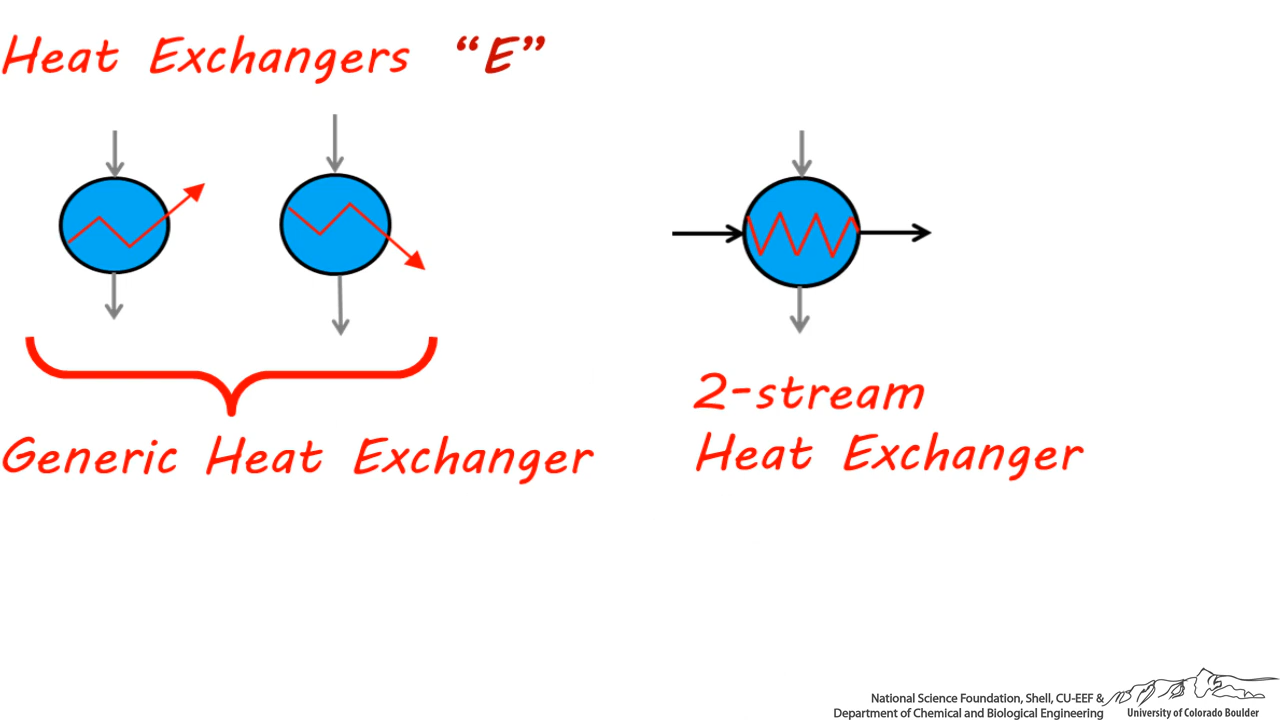 Heat Exchangers “E”
Generic Heat Exchanger
2-stream
Heat Exchanger
National Science Foundation, Shell, CU-EEF &
Department of Chemical and Biological Engineering
University of Colorado Boulder